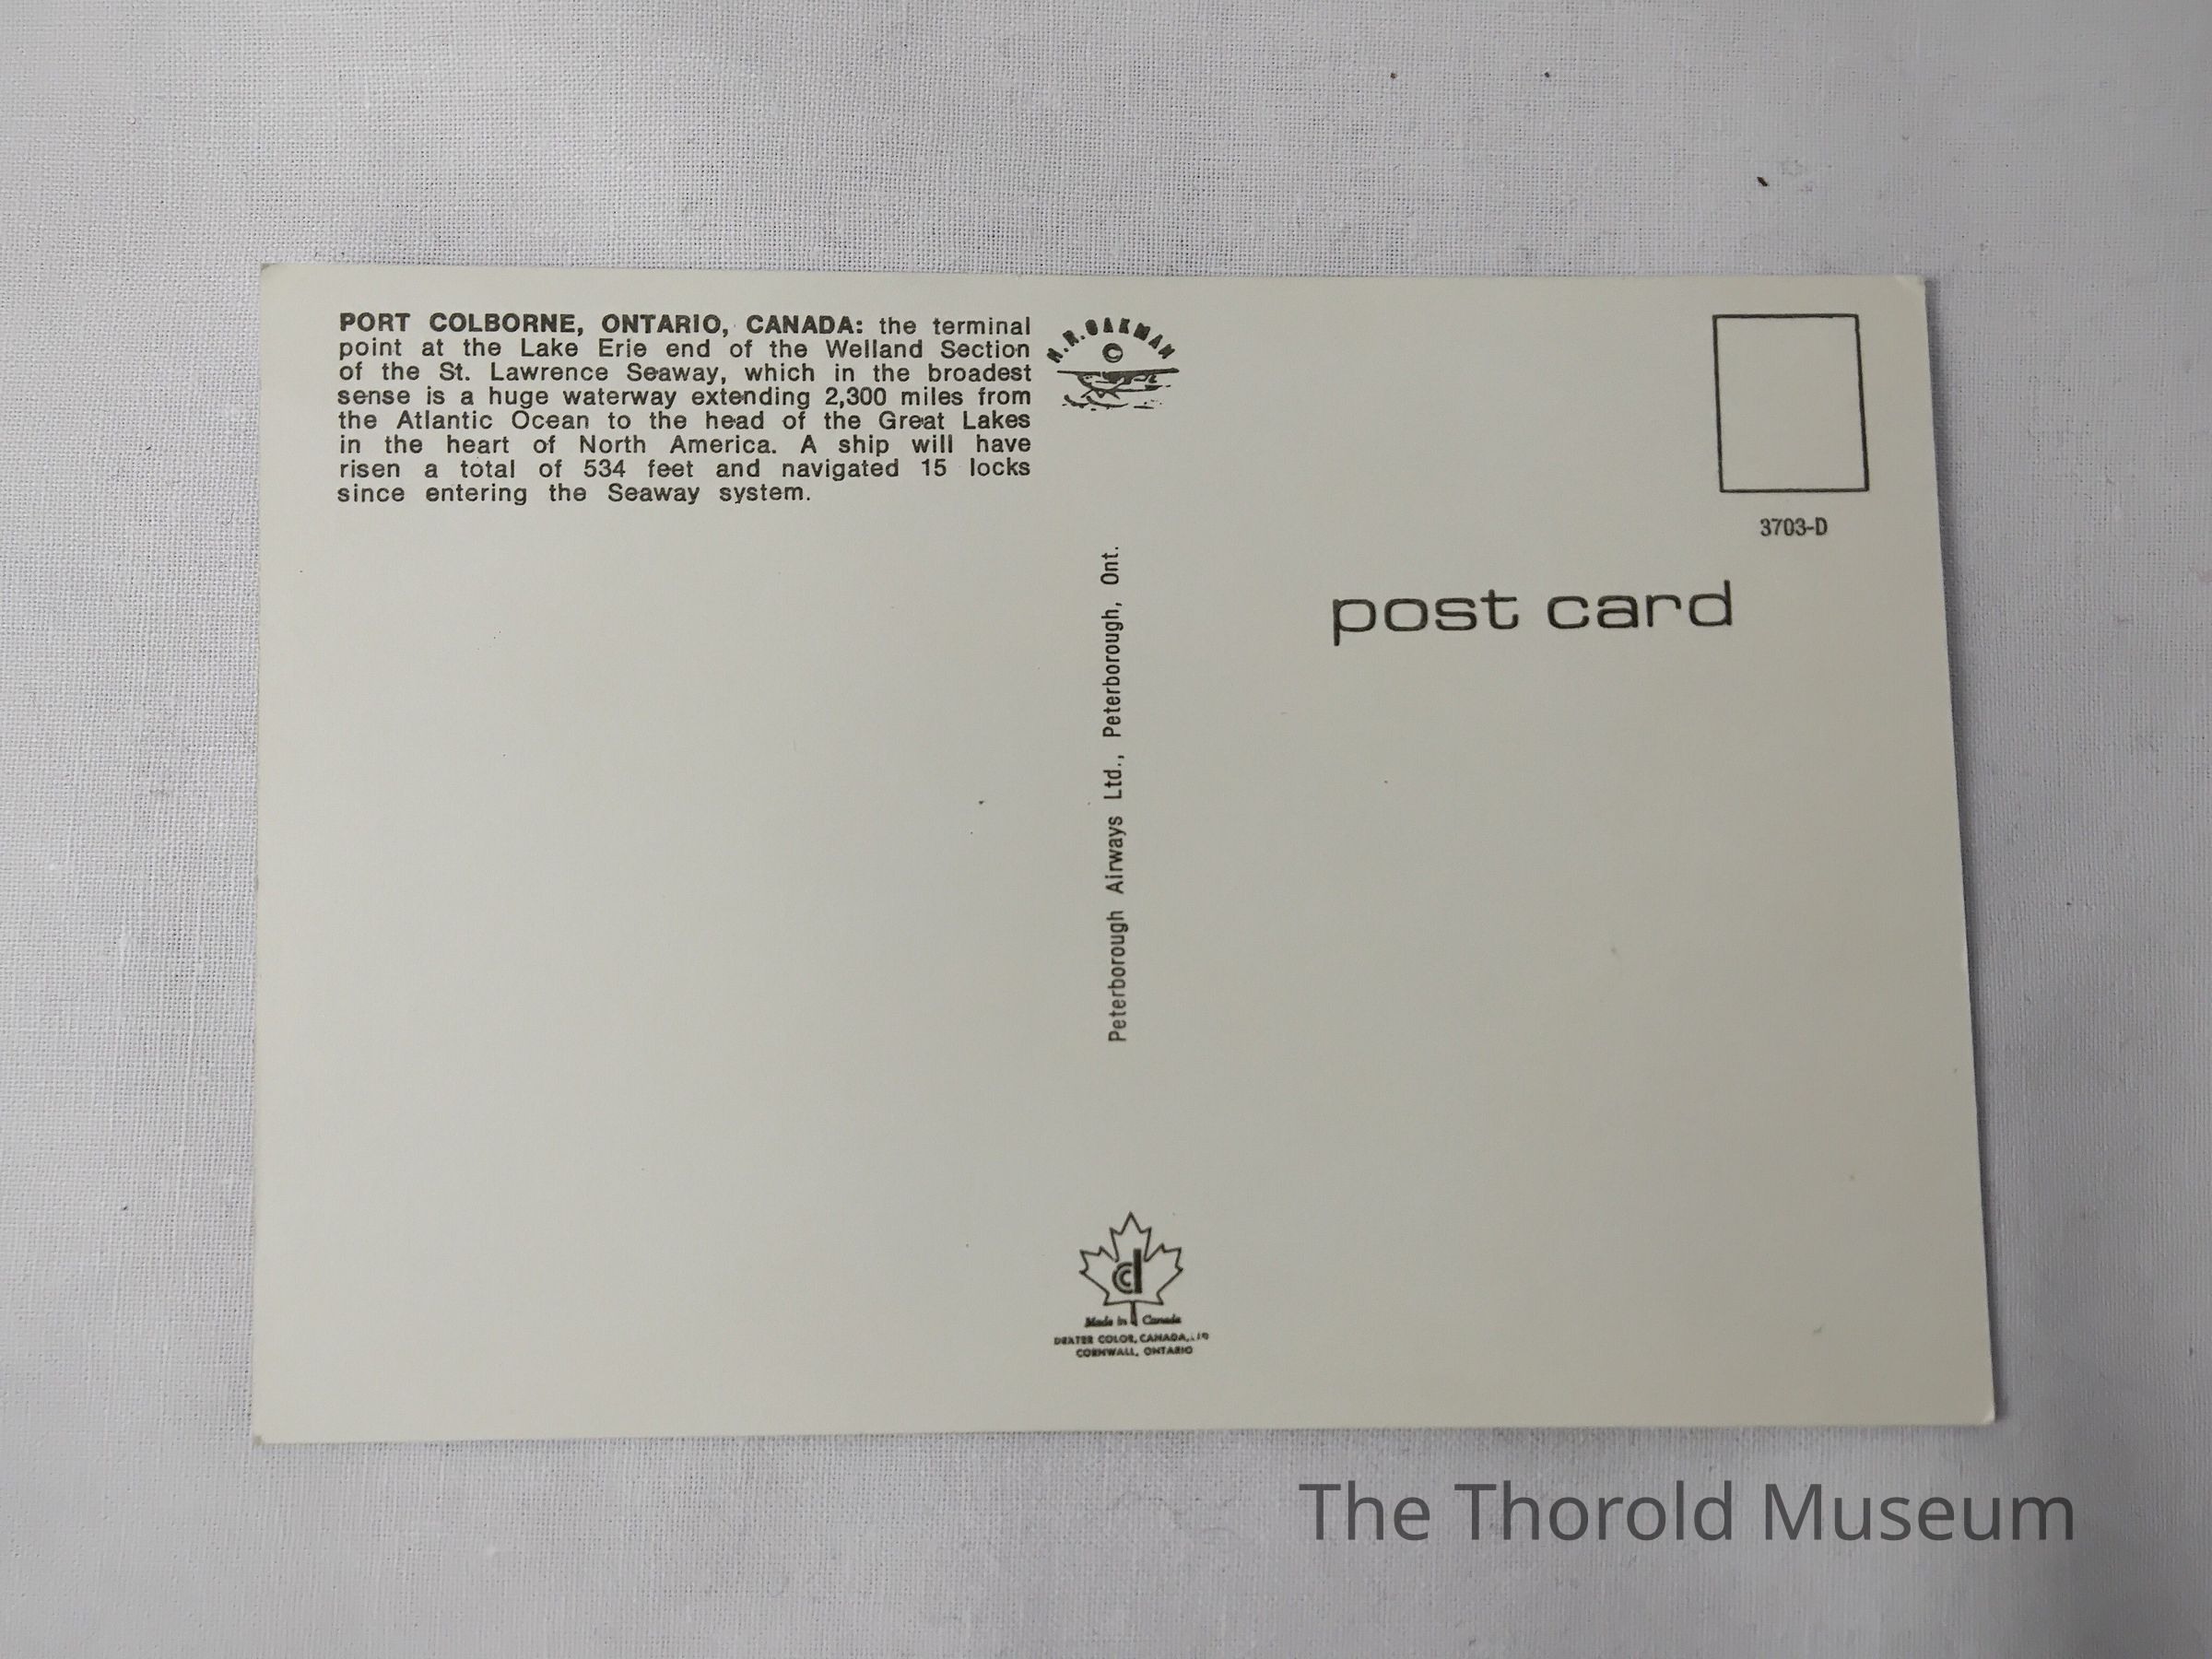 PORT COLBORNE, ONTARIO, CANADA: the terminal
point at the Lake Erie end of the Welland Section
of the St. Lawrence Seaway, which in the broadest
sense is a huge waterway extending 2,300 miles from
the Atlantic Ocean to the head of the Great Lakes
in the heart of North America. A ship will have
risen a total of 534 feet and navigated 15 locks
since entering the Seaway system.
H.R.OAKMAN
©
3703-D
post card
Peterborough Airways Ltd., Peterborough, Ont.
cd
Made in Canada
DEXTER COLOR, CANADA, LTD
CORNWALL, ONTARIO
The Thorold Museum